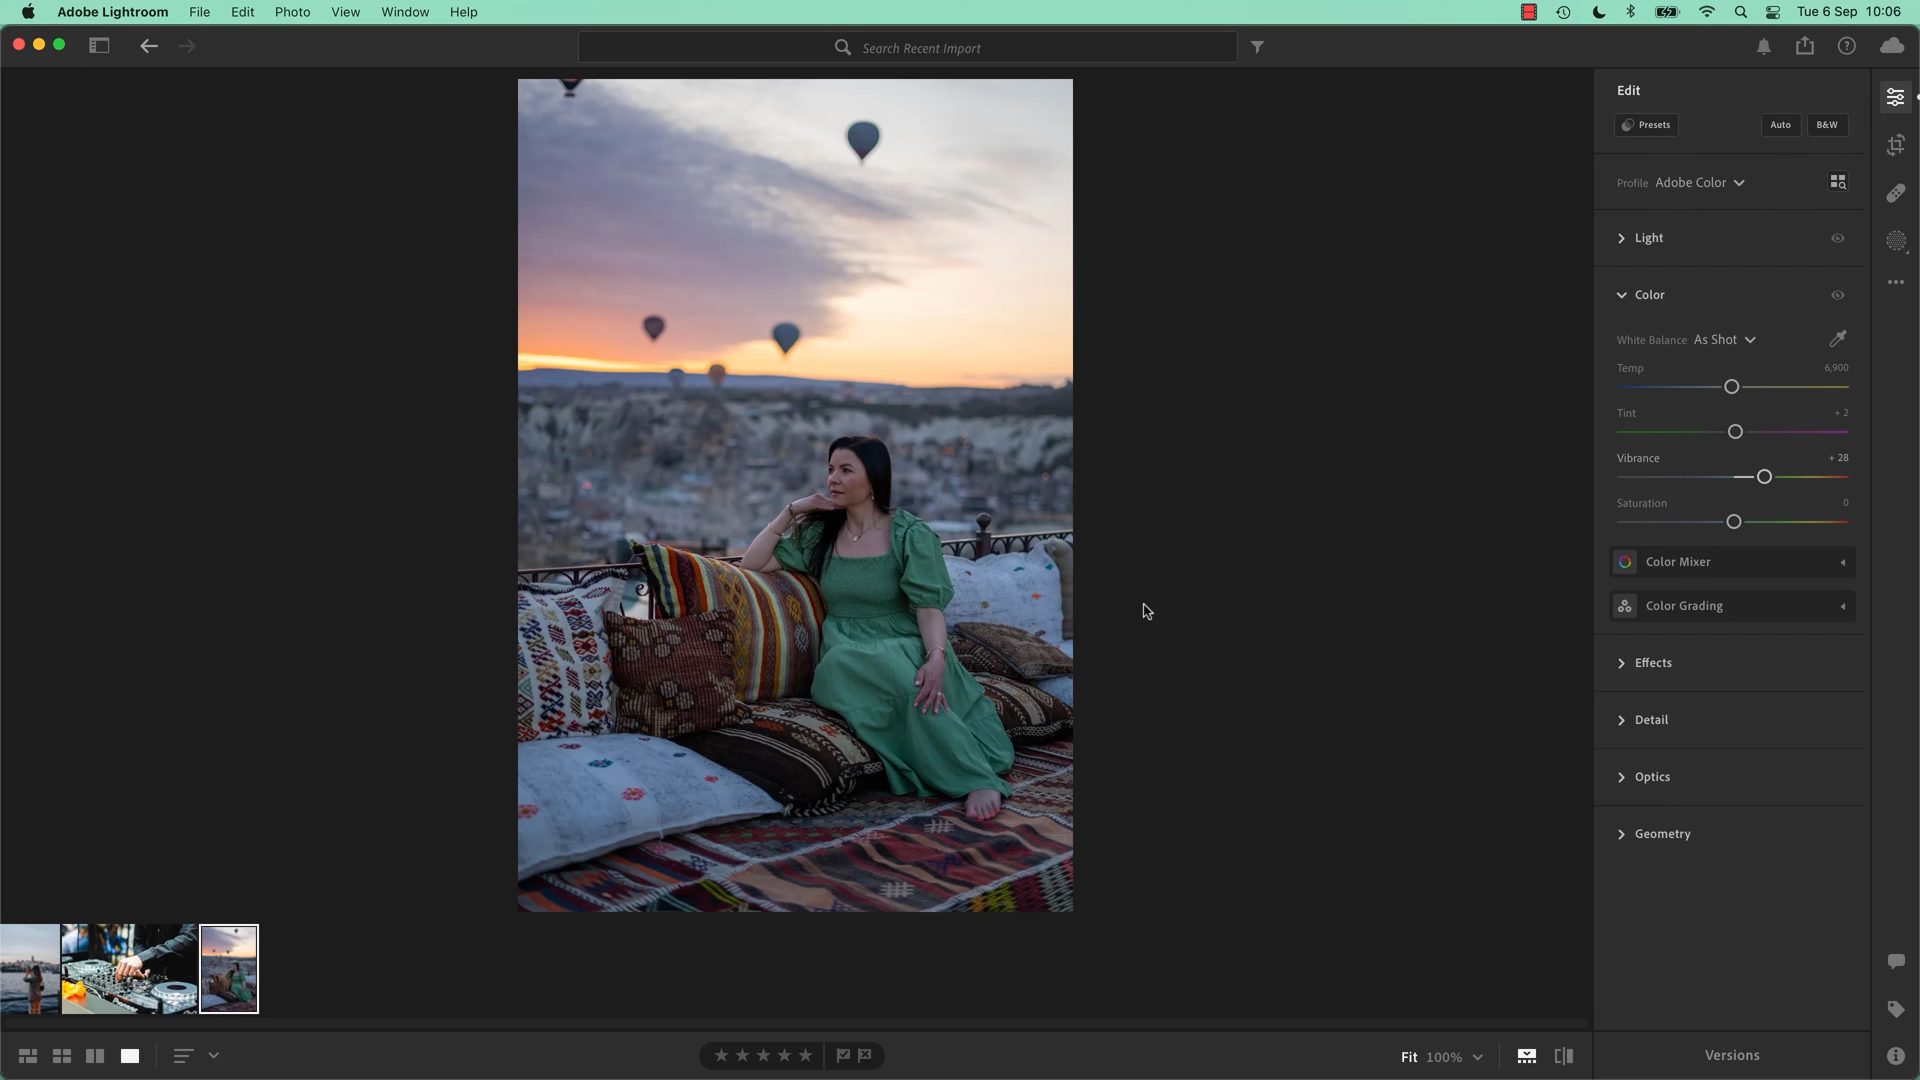 Adobe Lightroom File Edit Photo View Window Help Tue 6 Sep 10:06
Search Recent Import
Edit
Presets Auto B&W
Profile Adobe Color
Light
Color
White Balance As Shot
Temp 6,900
Tint + 2
Vibrance + 28
Saturation 0
Color Mixer
Color Grading
Effects
Detail
Optics
Geometry
Fit 100% Versions